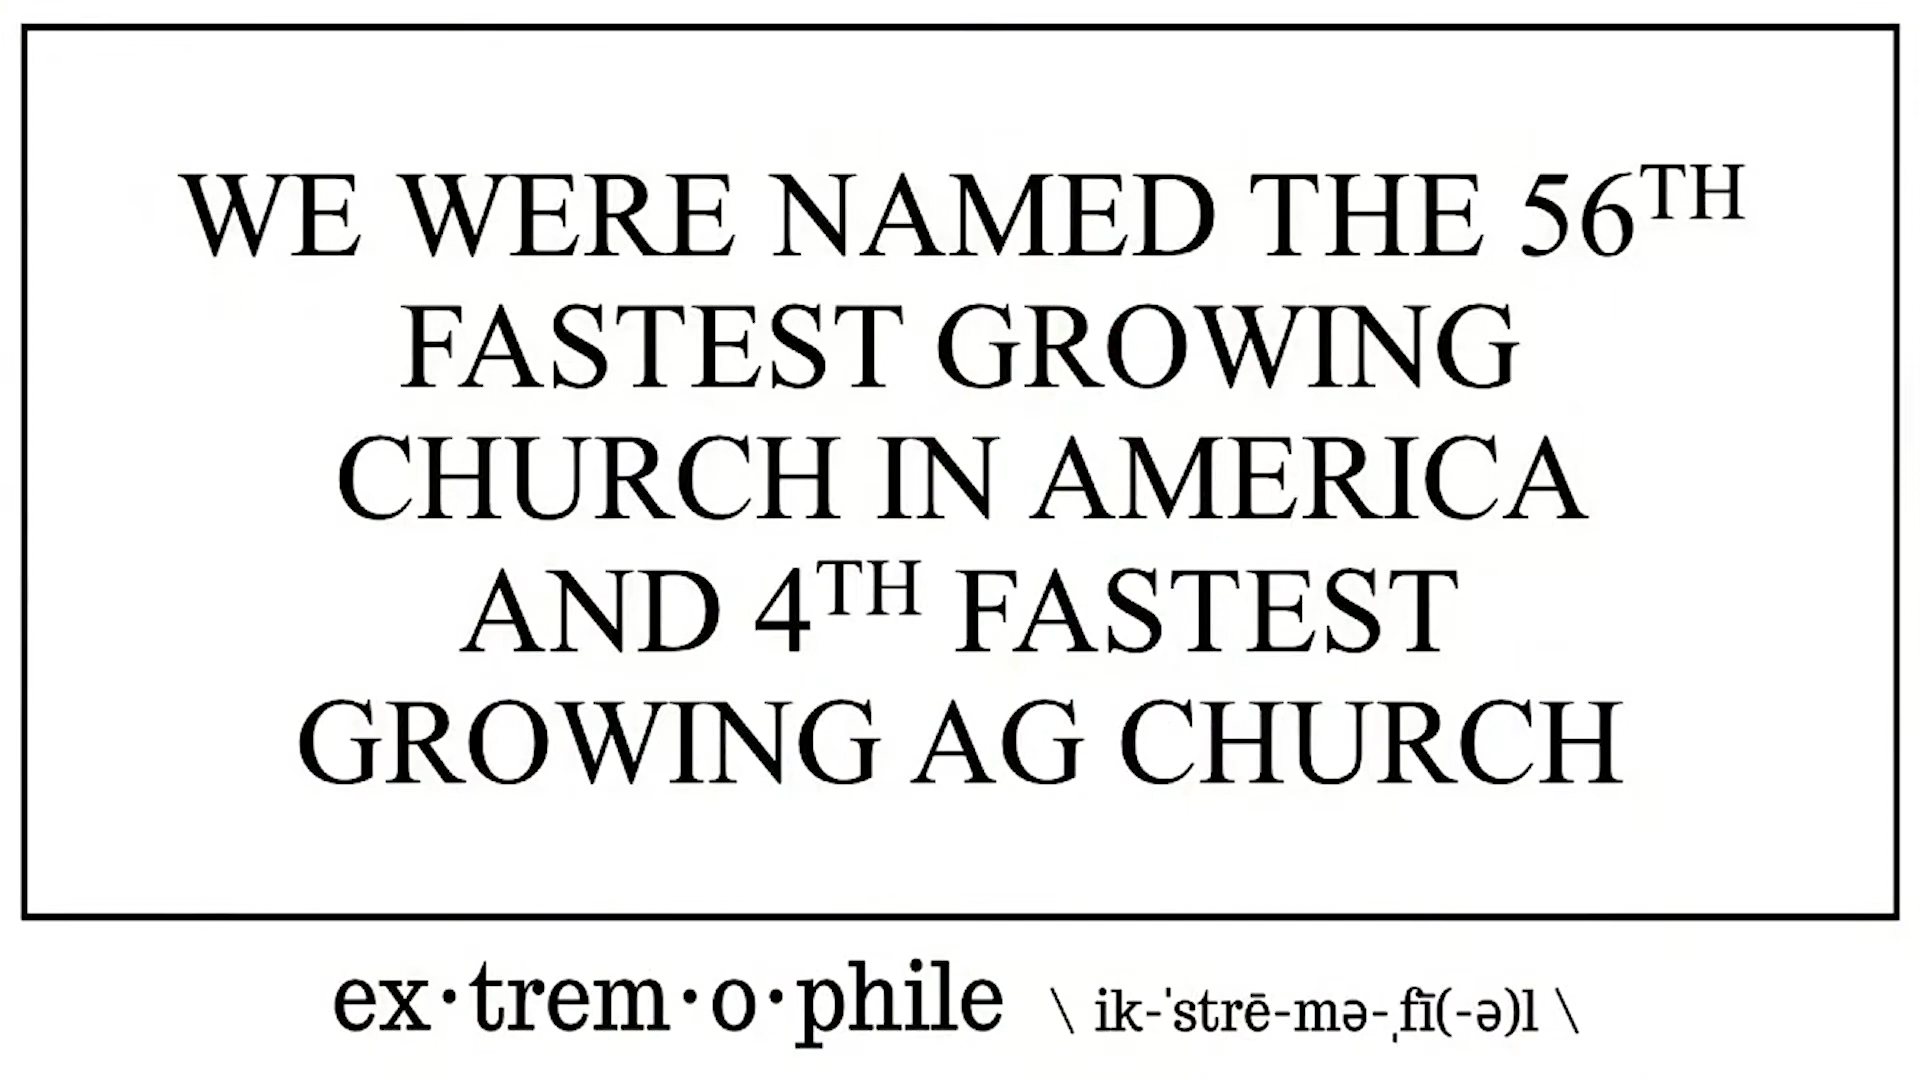 WE WERE NAMED THE 56TH
FASTEST GROWING
CHURCH IN AMERICA
AND 4TH FASTEST
GROWING AG CHURCH
ex·trem·o·phile \ ik-ˈstrē-mə-ˌfī(-ə)l \